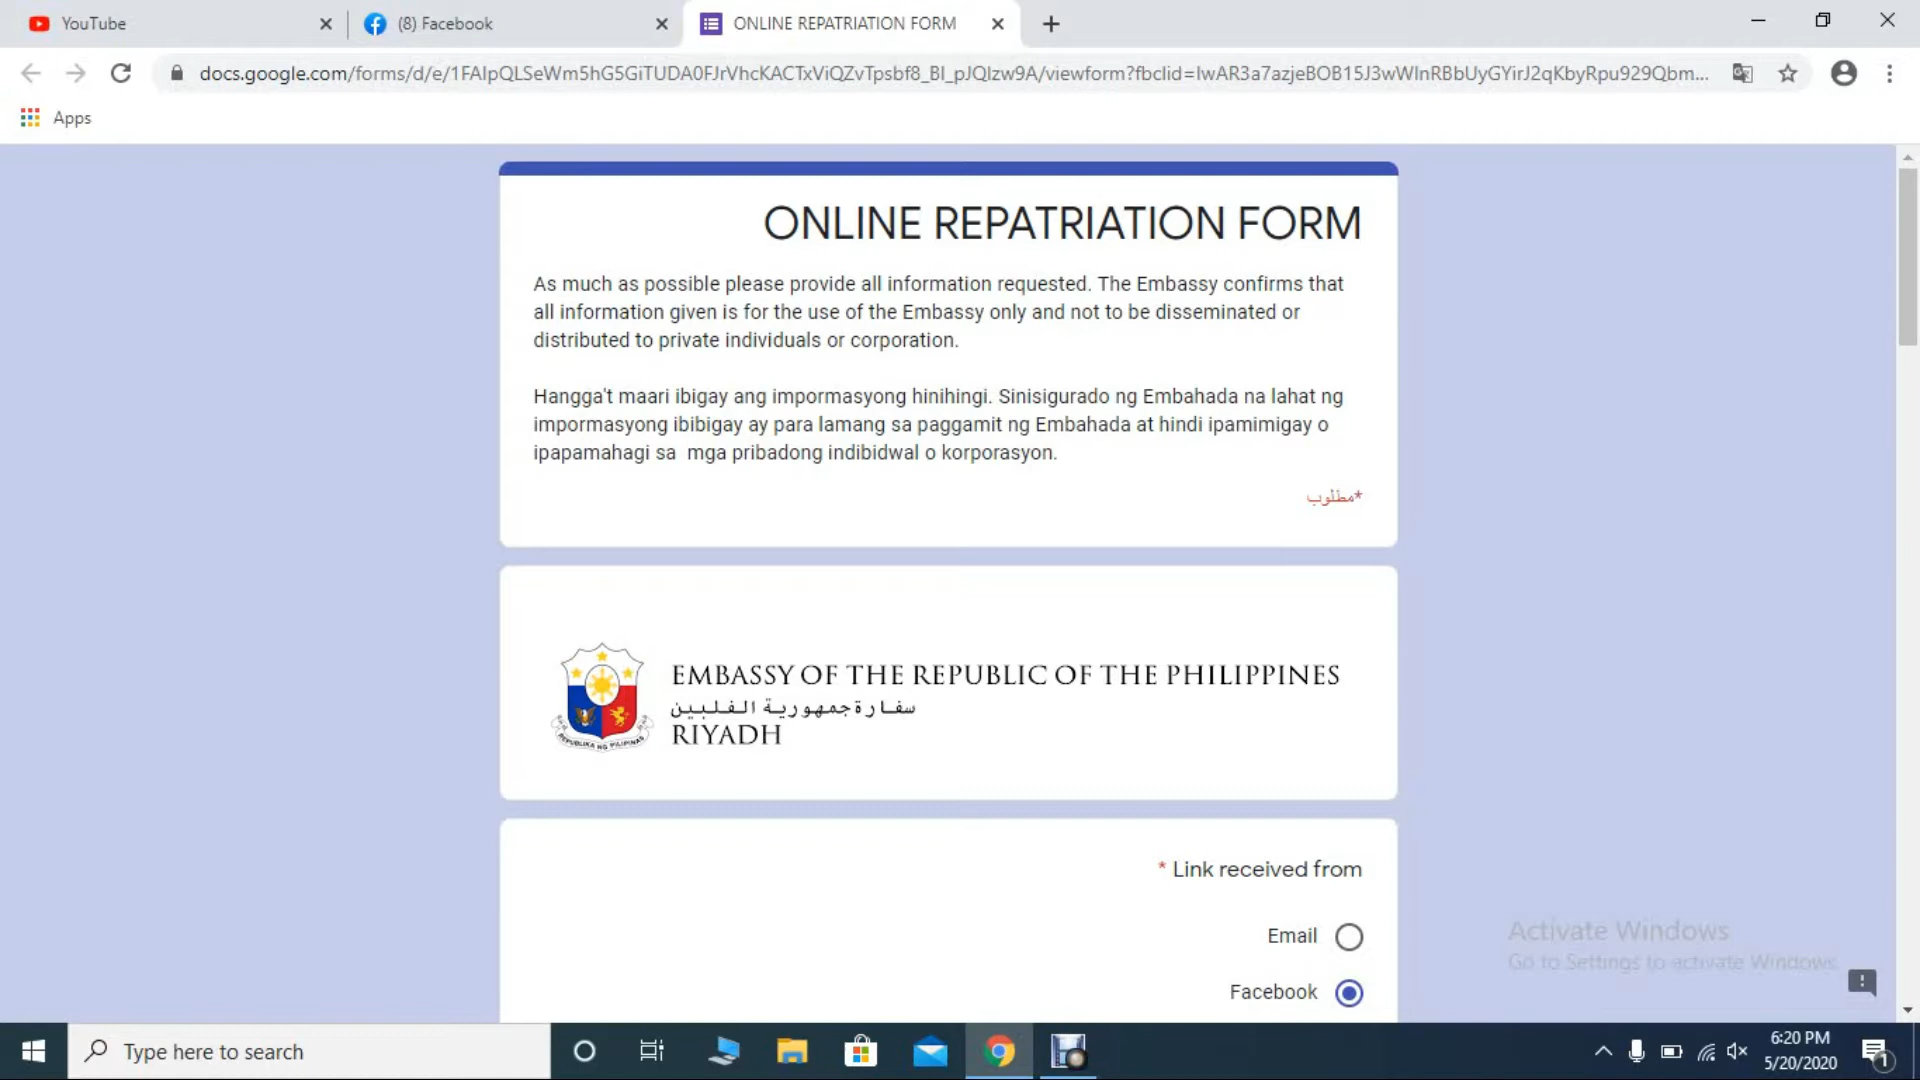 YouTube
(8) Facebook
ONLINE REPATRIATION FORM
docs.google.com/forms/d/e/1FAIpQLSeWm5hG5GiTUDA0FJrVhcKACTxViQZvTpsbf8_BI_pJQIzw9A/viewform?fbclid=IwAR3a7azjeBOB15J3wWInRBbUyGYirJ2qKbyRpu929Qbm...
Apps
ONLINE REPATRIATION FORM
As much as possible please provide all information requested. The Embassy confirms that
all information given is for the use of the Embassy only and not to be disseminated or
distributed to private individuals or corporation.
Hangga't maari ibigay ang impormasyong hinihingi. Sinisigurado ng Embahada na lahat ng
impormasyong ibibigay ay para lamang sa paggamit ng Embahada at hindi ipamimigay o
ipapamahagi sa  mga pribadong indibidwal o korporasyon.
*مطلوب
EMBASSY OF THE REPUBLIC OF THE PHILIPPINES
سفارة جمهورية الفلبين
RIYADH
REPUBLIKA NG PILIPINAS
* Link received from
Email
Facebook
Activate Windows
Go to Settings to activate Windows.
Type here to search
6:20 PM
5/20/2020
1